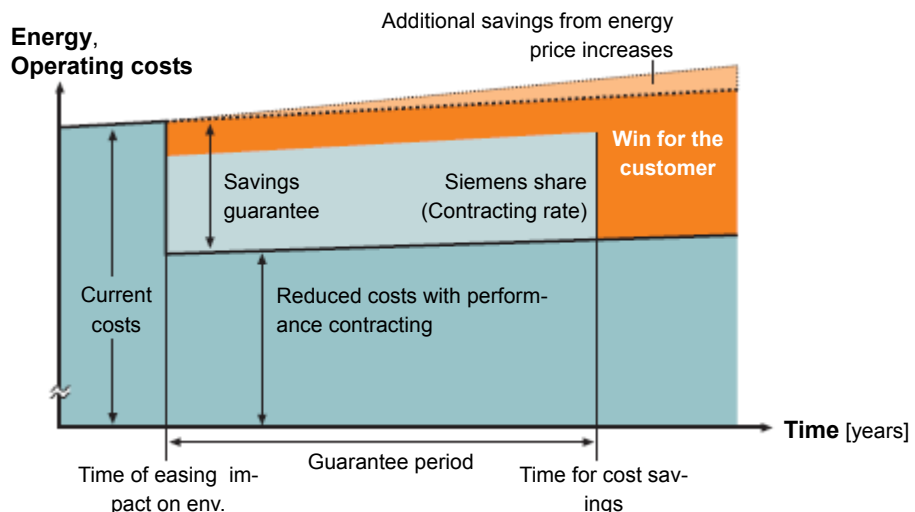 Additional savings from energy
price increases
Energy,
Operating costs
Win for the
customer
Savings
guarantee
Siemens share
(Contracting rate)
Current
costs
Reduced costs with perform-
ance contracting
Time [years]
Guarantee period
Time of easing  im-
pact on env.
Time for cost sav-
ings